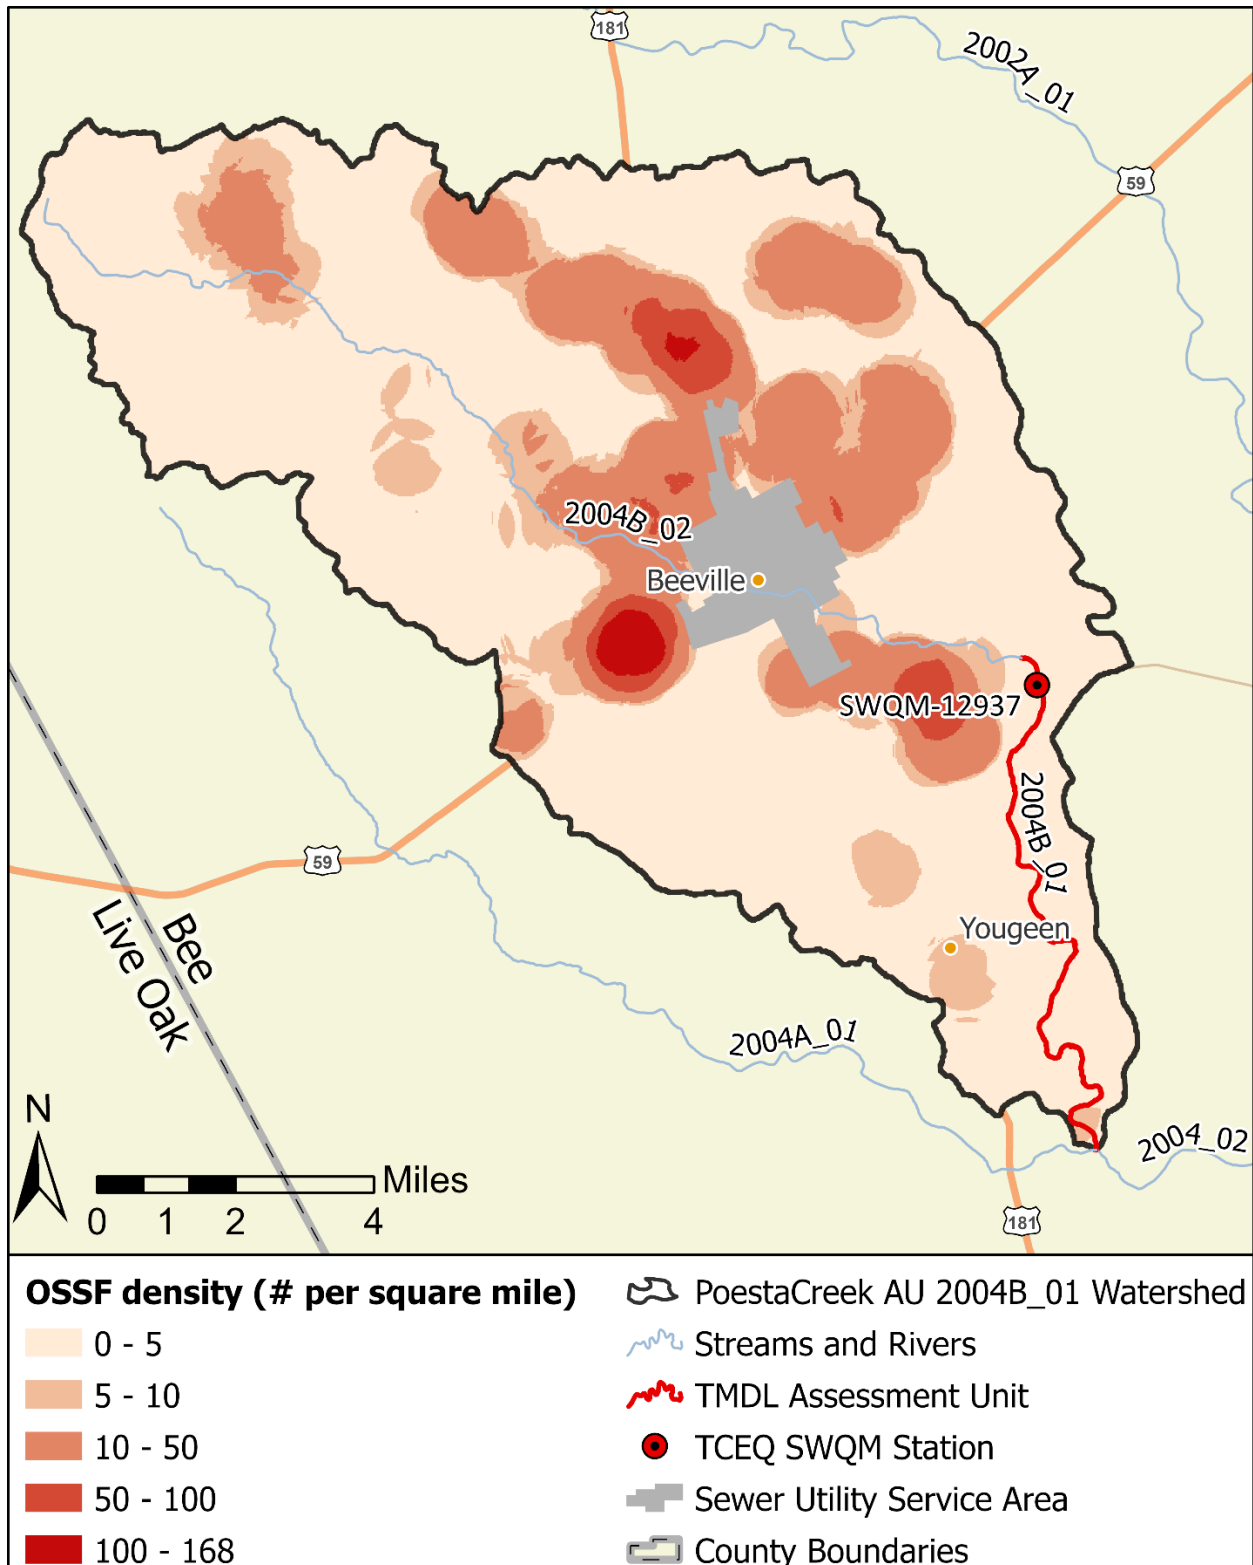 181
2002A_01
59
2004B_02
Beeville
SWQM-12937
2004B_01
59
Bee
Live Oak
Yougeen
2004A_01
2004_02
N
Miles
0 1 2 4
181
OSSF density (# per square mile)
0 - 5
5 - 10
10 - 50
50 - 100
100 - 168
PoestaCreek AU 2004B_01 Watershed
Streams and Rivers
TMDL Assessment Unit
TCEQ SWQM Station
Sewer Utility Service Area
County Boundaries